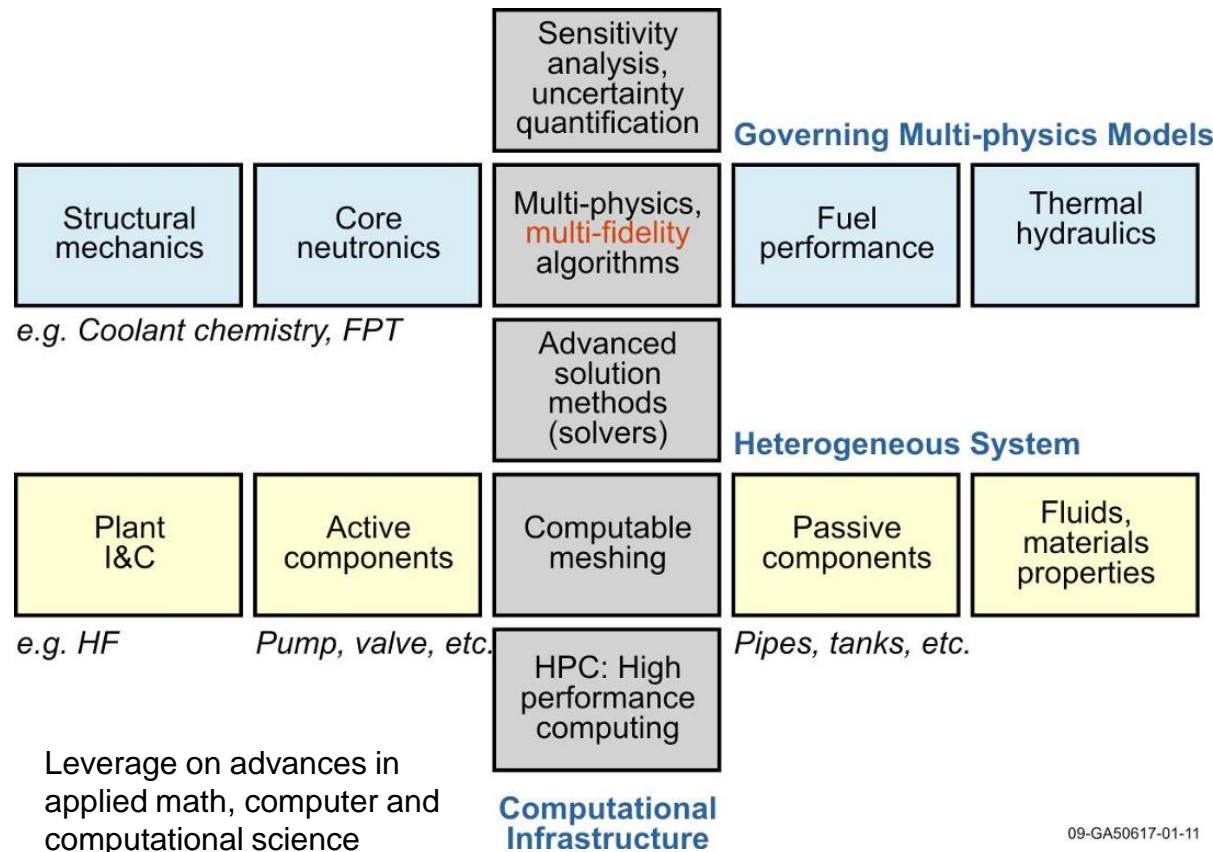 Sensitivity
analysis,
uncertainty
quantification
Governing Multi-physics Models
Structural
mechanics
Core
neutronics
Multi-physics,
multi-fidelity
algorithms
Fuel
performance
Thermal
hydraulics
e.g. Coolant chemistry, FPT
Advanced
solution
methods
(solvers)
Heterogeneous System
Plant
I&C
Active
components
Computable
meshing
Passive
components
Fluids,
materials
properties
e.g. HF
Pump, valve, etc.
Pipes, tanks, etc.
HPC: High
performance
computing
Leverage on advances in
applied math, computer and
computational science
Computational
Infrastructure
09-GA50617-01-11